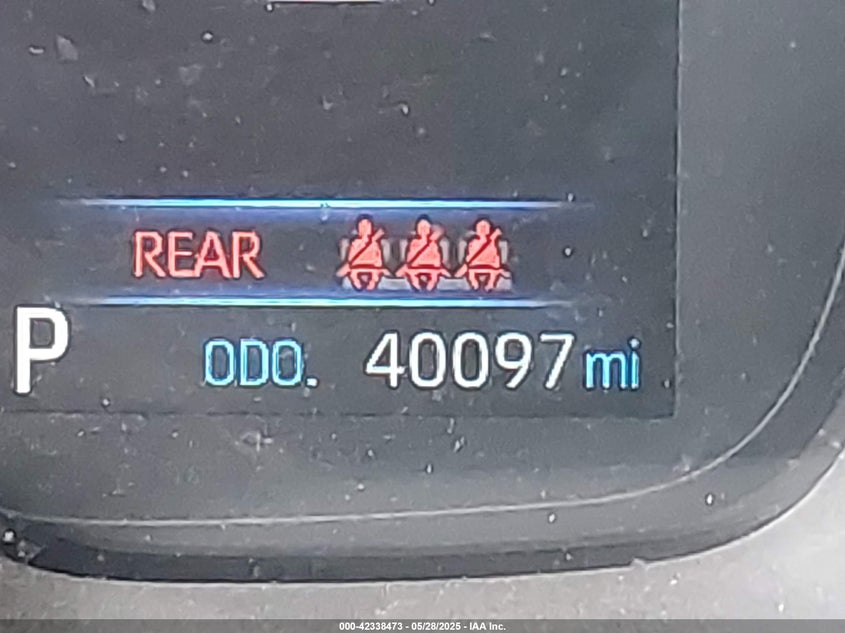 REAR
P ODO. 40097 mi
000-42338473 - 05/28/2025 - IAA Inc.